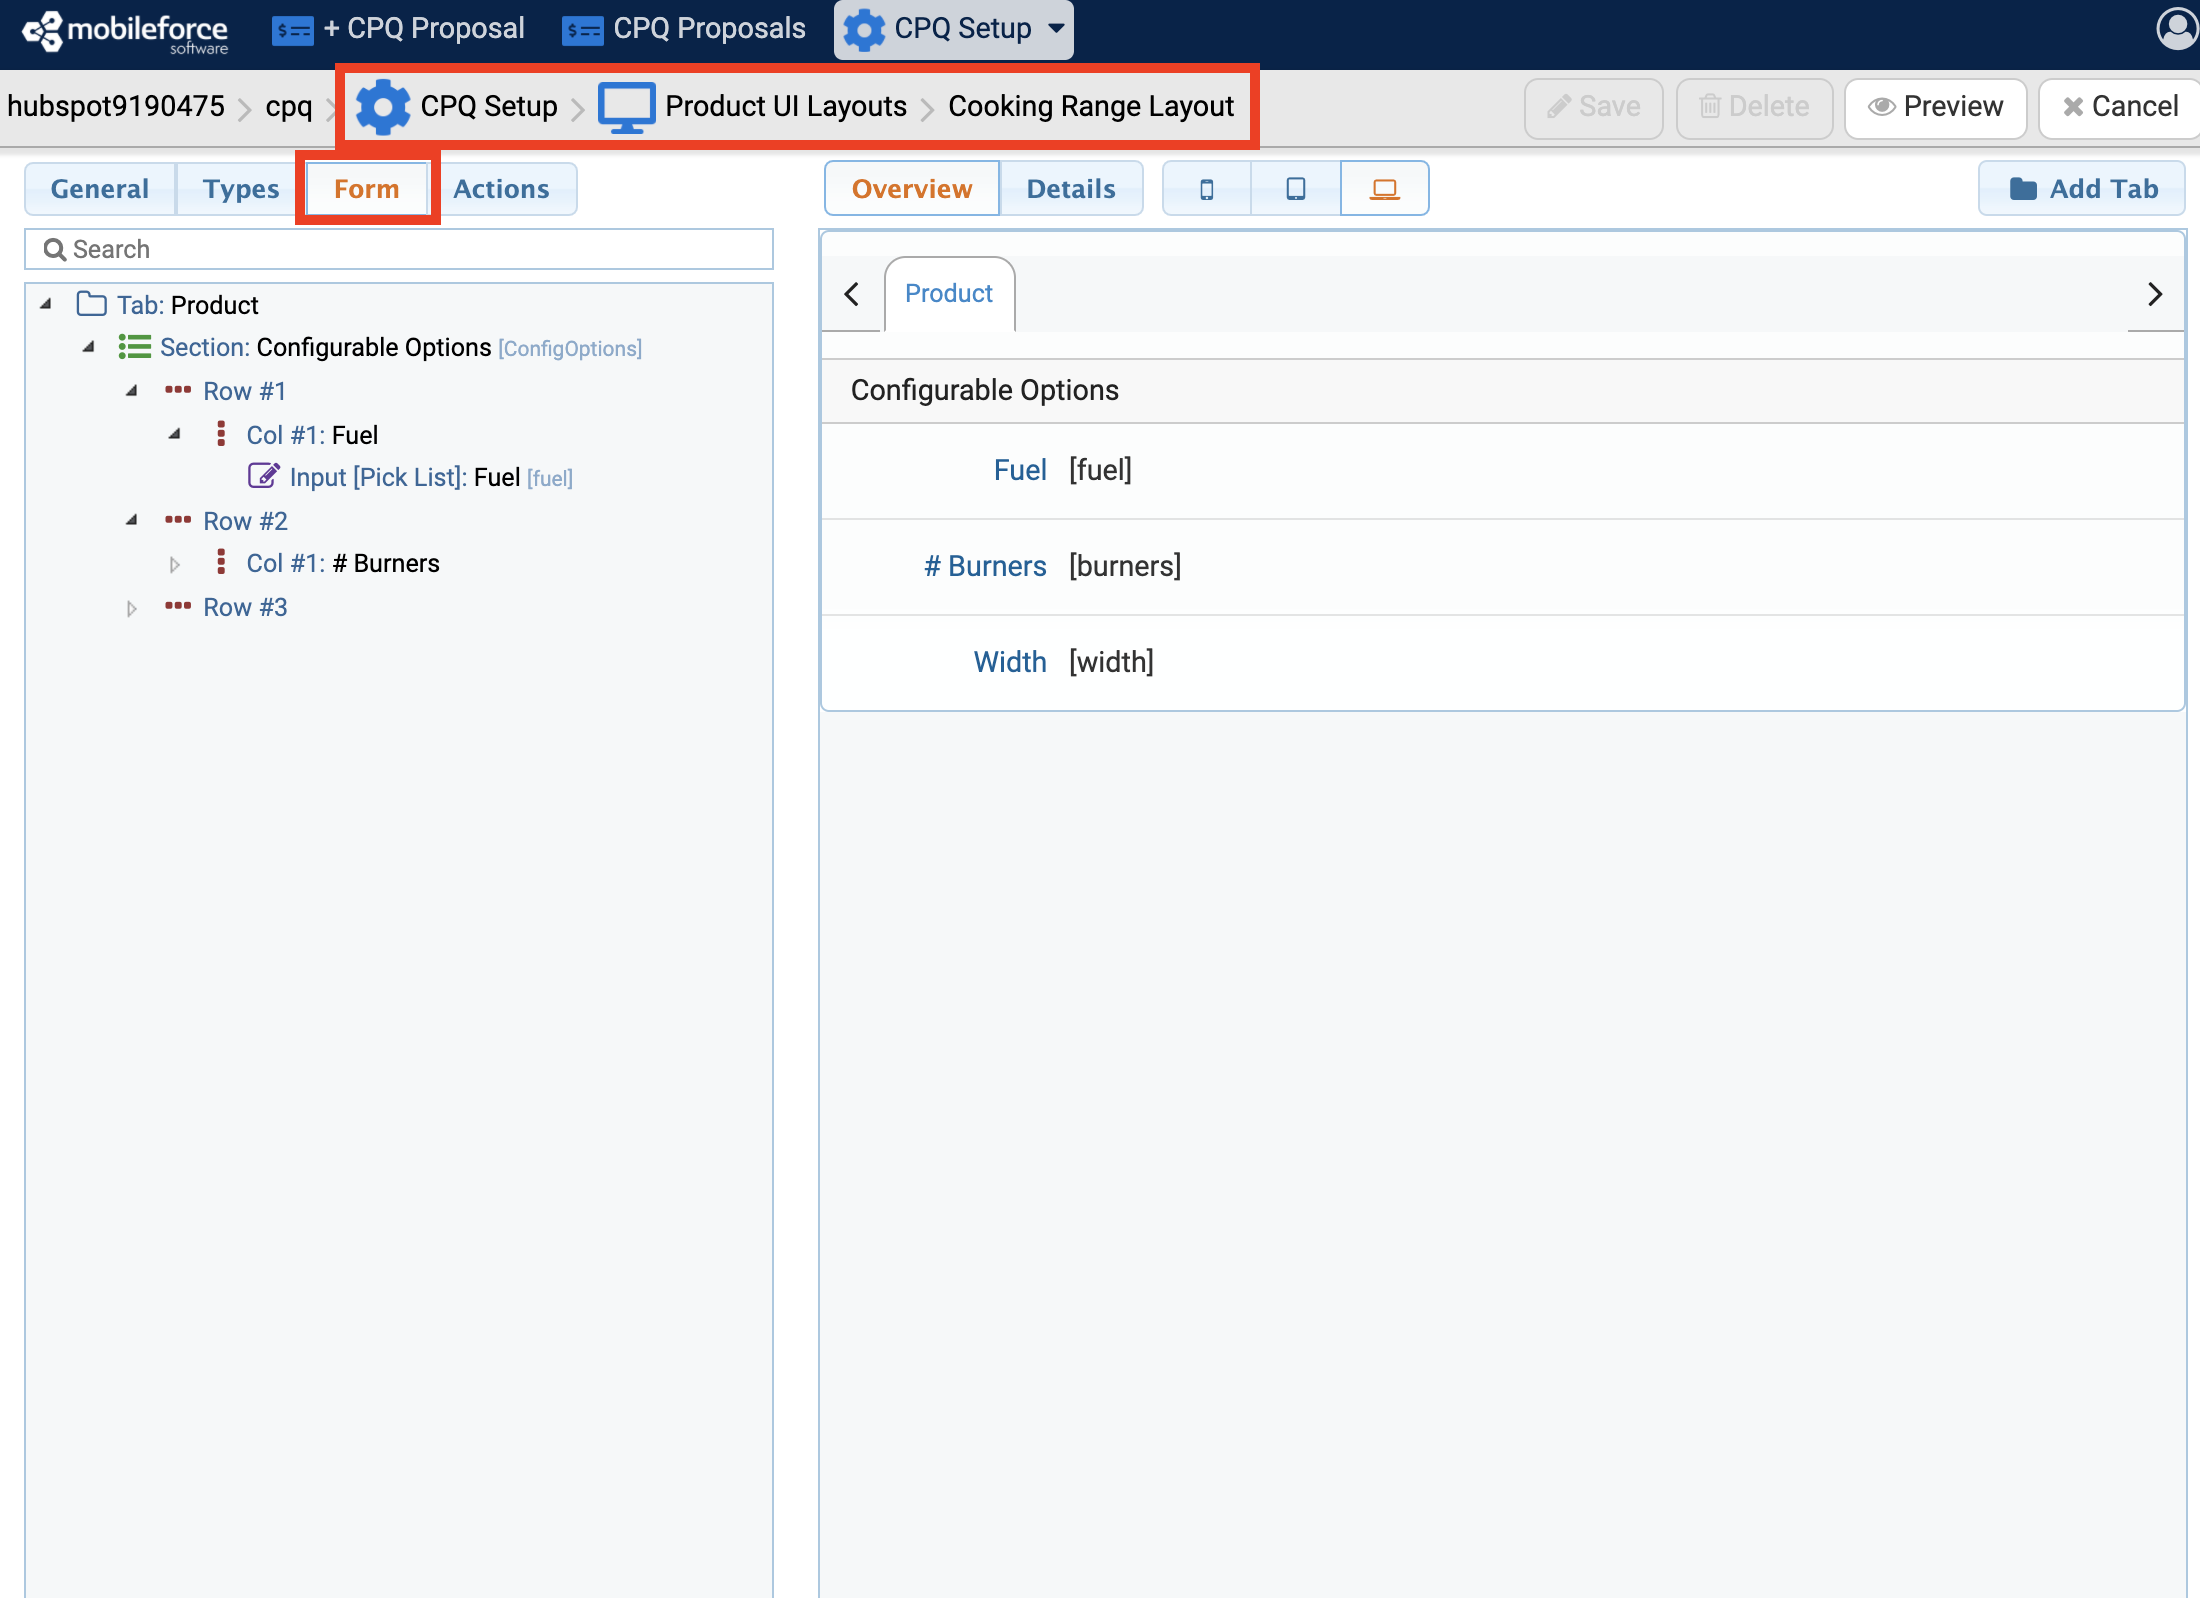 mobileforce
software
+ CPQ Proposal
CPQ Proposals
CPQ Setup
hubspot9190475 cpq CPQ Setup Product UI Layouts Cooking Range Layout
Save
Delete
Preview
Cancel
General
Types
Form
Actions
Overview
Details
Add Tab
Search
Tab: Product
Section: Configurable Options [ConfigOptions]
Row #1
Col #1: Fuel
Input [Pick List]: Fuel [fuel]
Row #2
Col #1: # Burners
Row #3
Product
Configurable Options
Fuel [fuel]
# Burners [burners]
Width [width]